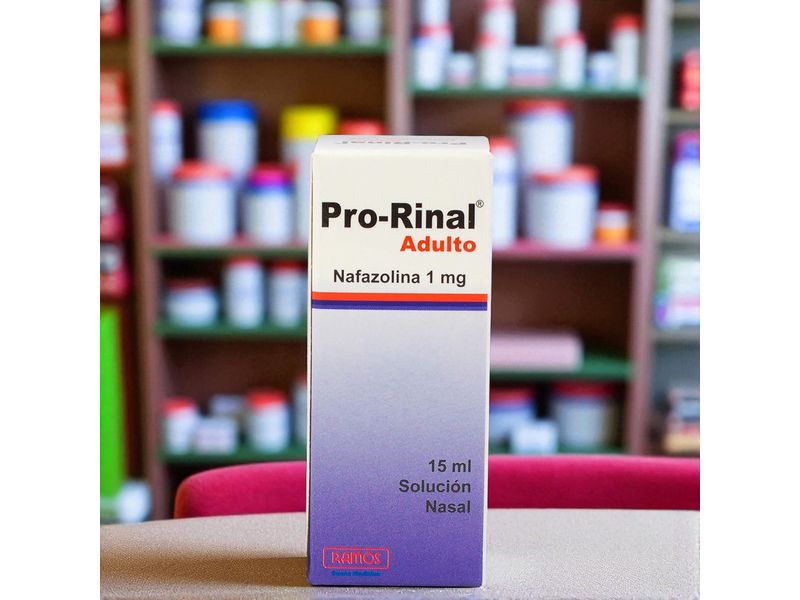 Pro-Rinal®
Adulto
Nafazolina 1 mg
15 ml
Solución
Nasal
RAMOS